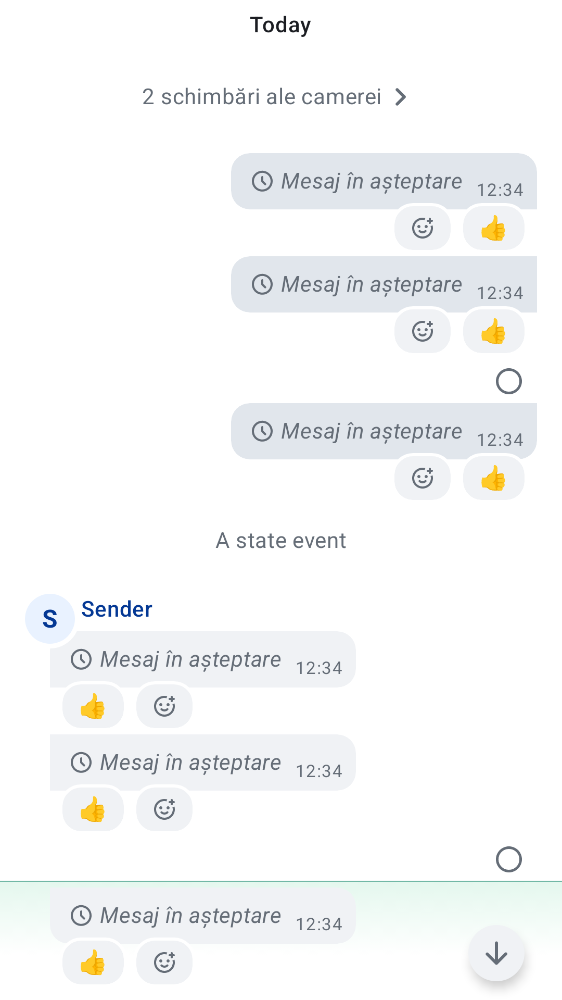 Today
2 schimbări ale camerei
Mesaj în așteptare 12:34
👍
Mesaj în așteptare 12:34
👍
Mesaj în așteptare 12:34
👍
A state event
S Sender
Mesaj în așteptare 12:34
👍
Mesaj în așteptare 12:34
👍
Mesaj în așteptare 12:34
👍